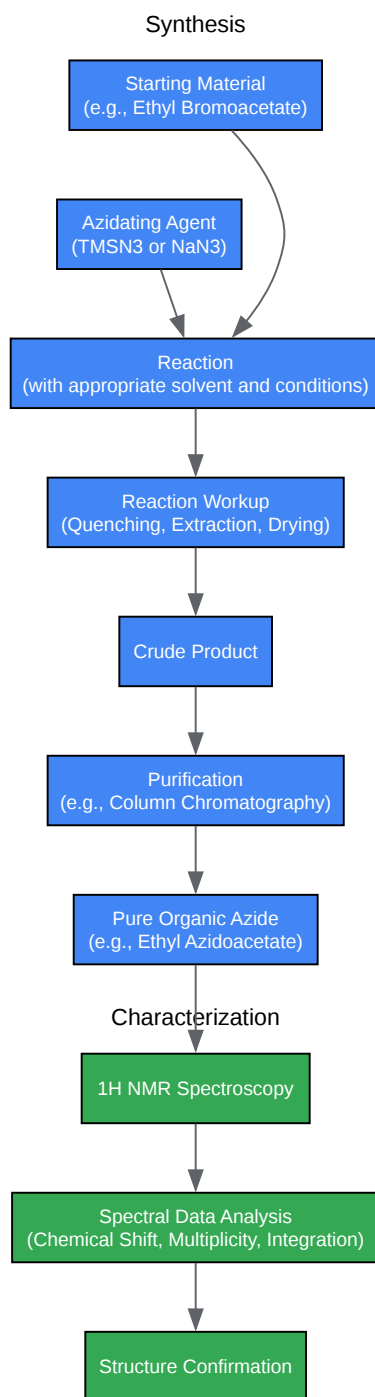 Synthesis
Starting Material
(e.g., Ethyl Bromoacetate)
Azidating Agent
(TMSN3 or NaN3)
Reaction
(with appropriate solvent and conditions)
Reaction Workup
(Quenching, Extraction, Drying)
Crude Product
Purification
(e.g., Column Chromatography)
Pure Organic Azide
(e.g., Ethyl Azidoacetate)
Characterization
1H NMR Spectroscopy
Spectral Data Analysis
(Chemical Shift, Multiplicity, Integration)
Structure Confirmation